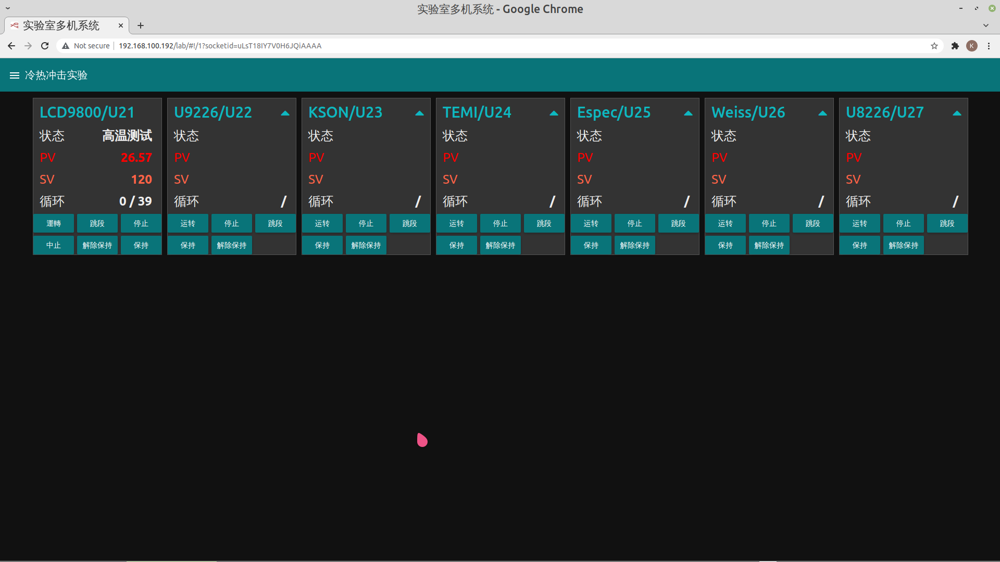 实验室多机系统 - Google Chrome
实验室多机系统
Not secure
192.168.100.192/lab/#!/1?socketid=uLsT18IY7V0H6JQiAAAA
K
冷热冲击实验
LCD9800/U21
状态 高温测试
PV 26.57
SV 120
循环 0 / 39
運轉 跳段 停止
中止 解除保持 保持
U9226/U22
状态
PV
SV
循环 /
运转 停止 跳段
保持 解除保持
KSON/U23
状态
PV
SV
循环 /
运转 停止 跳段
保持 解除保持
TEMI/U24
状态
PV
SV
循环 /
运转 停止 跳段
保持 解除保持
Espec/U25
状态
PV
SV
循环 /
运转 停止 跳段
保持 解除保持
Weiss/U26
状态
PV
SV
循环 /
运转 停止 跳段
保持 解除保持
U8226/U27
状态
PV
SV
循环 /
运转 停止 跳段
保持 解除保持